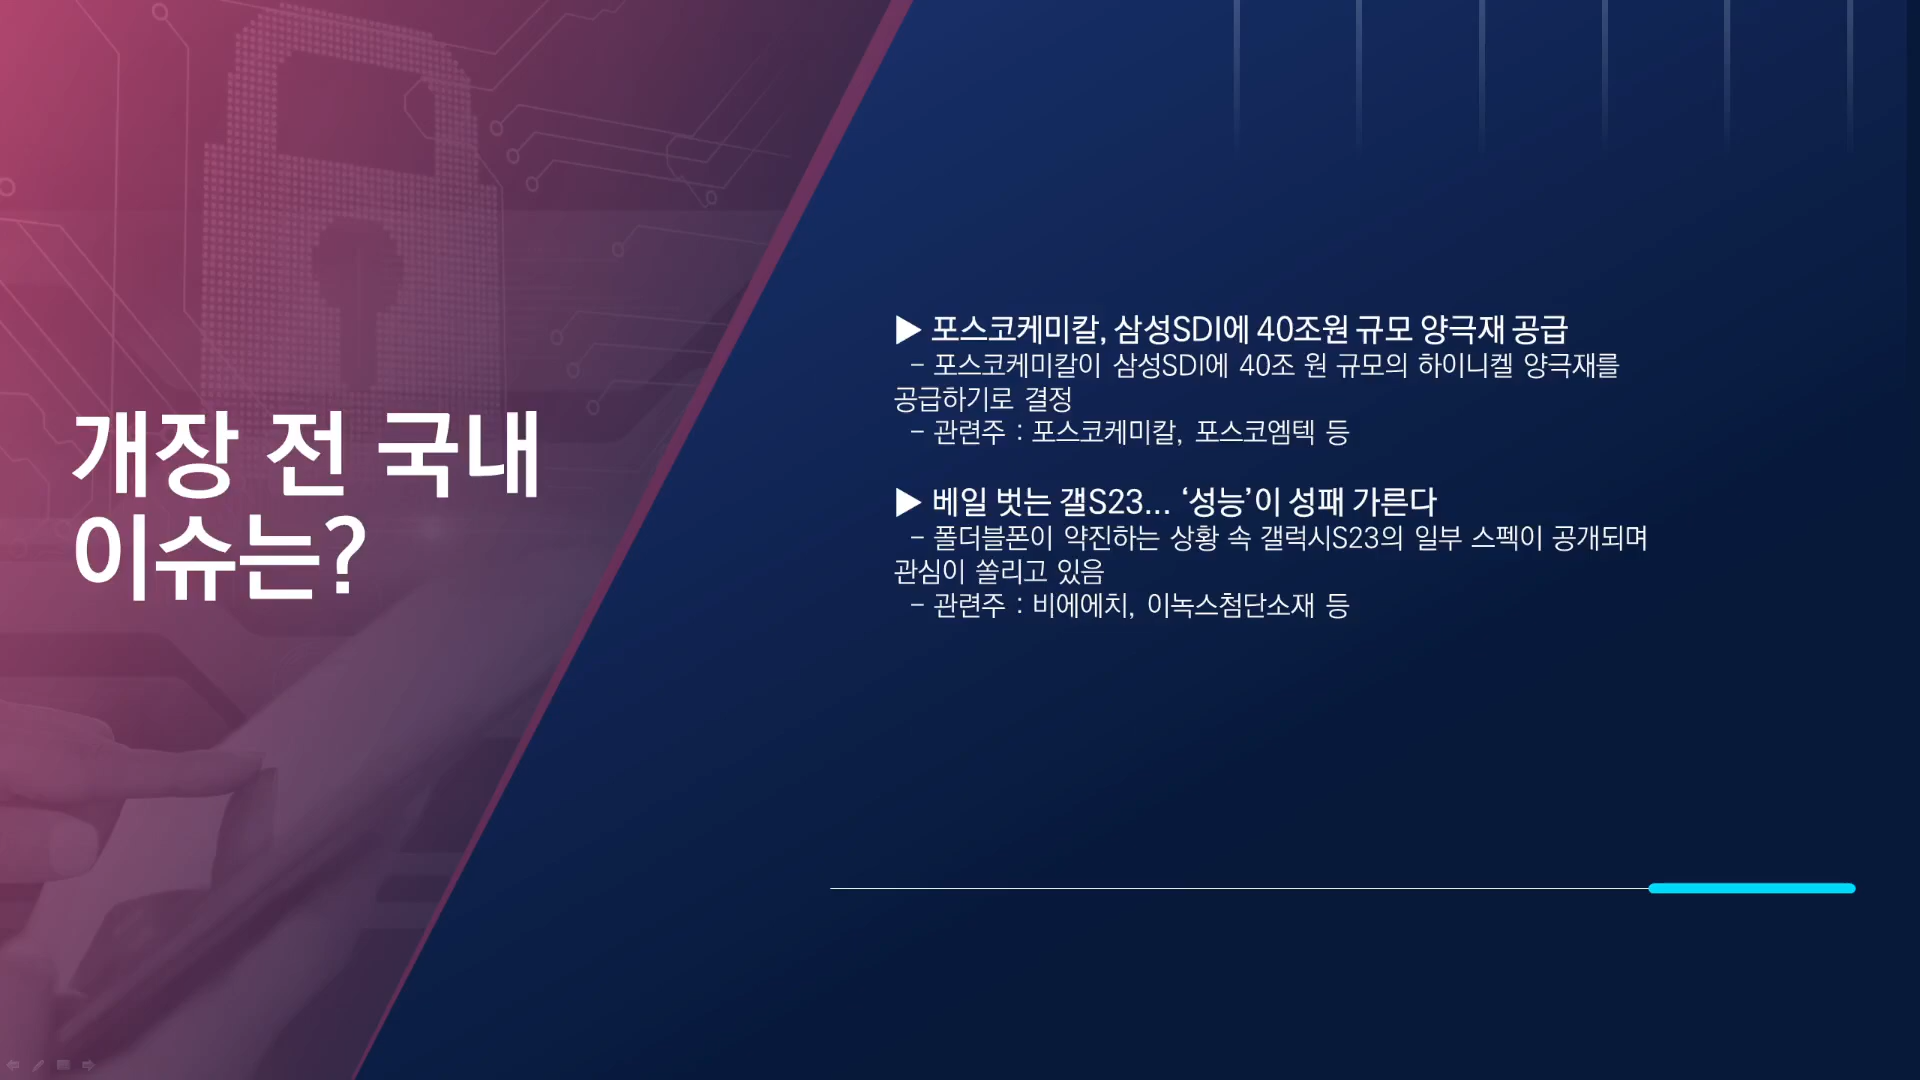 개장 전 국내
이슈는?
▶ 포스코케미칼, 삼성SDI에 40조원 규모 양극재 공급
- 포스코케미칼이 삼성SDI에 40조 원 규모의 하이니켈 양극재를
공급하기로 결정
- 관련주 : 포스코케미칼, 포스코엠텍 등
▶ 베일 벗는 갤S23... ‘성능’이 성패 가른다
- 폴더블폰이 약진하는 상황 속 갤럭시S23의 일부 스펙이 공개되며
관심이 쏠리고 있음
- 관련주 : 비에에치, 이녹스첨단소재 등